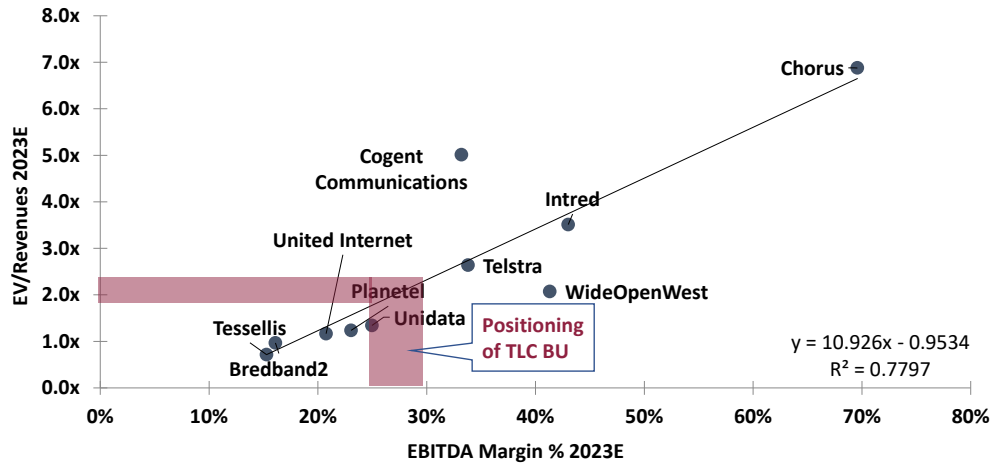 8.0x
7.0x
6.0x
5.0x
4.0x
3.0x
2.0x
1.0x
0.0x
EV/Revenues 2023E
Chorus
Cogent
Communications
Intred
United Internet
Telstra
Planetel
WideOpenWest
Tessellis
Unidata
Bredband2
Positioning
of TLC BU
y = 10.926x - 0.9534
R² = 0.7797
0%
10%
20%
30%
40%
50%
60%
70%
80%
EBITDA Margin % 2023E